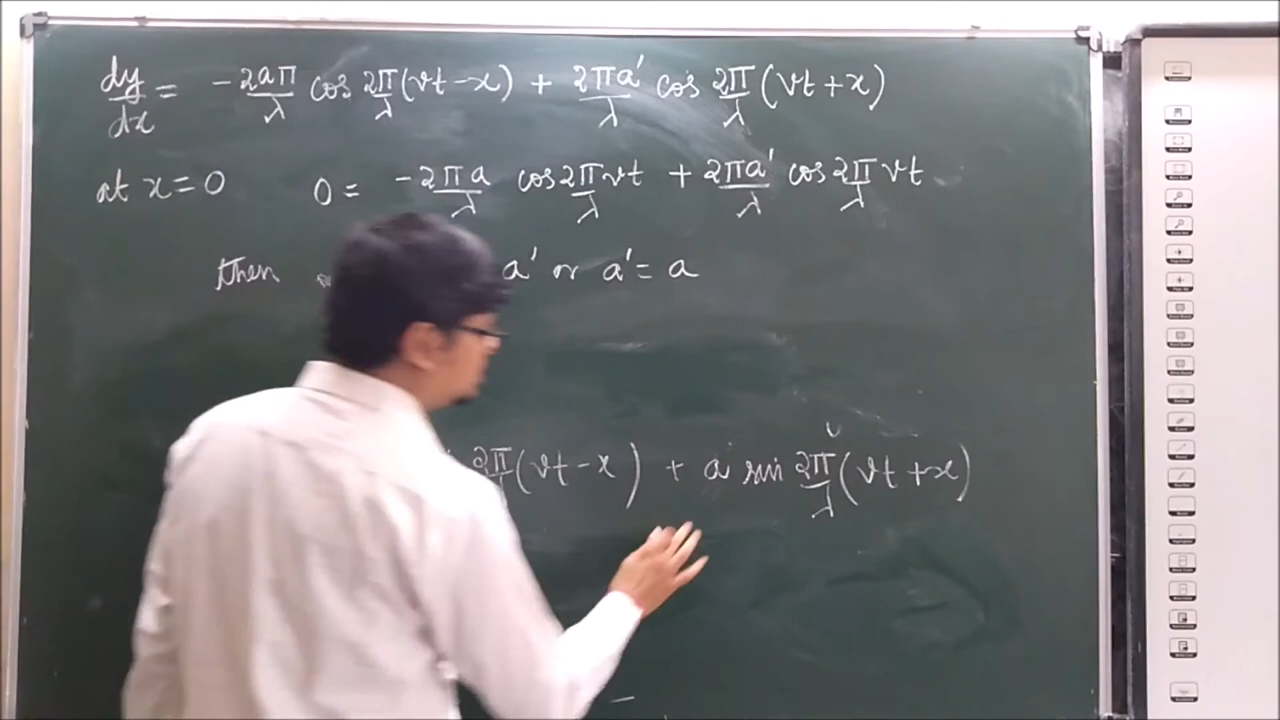 dy/dx = -2aπ/λ cos 2π/λ (vt-x) + 2πa'/λ cos 2π/λ (vt+x)
at x=0 0= -2πa/λ cos 2π/λ vt + 2πa'/λ cos 2π/λ vt
then a' or a'= a
2π/λ (vt-x) + a sin 2π/λ (vt+x)